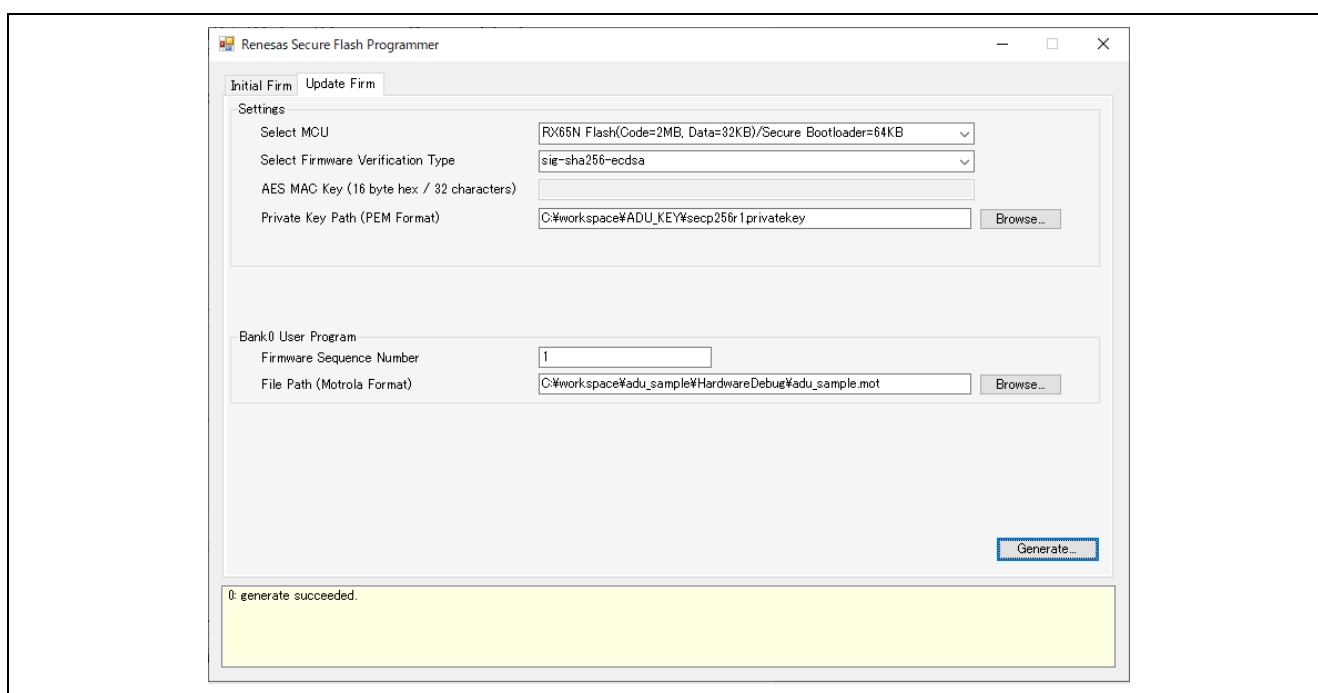 Renesas Secure Flash Programmer
Initial Firm Update Firm
Settings
Select MCU RX65N Flash(Code=2MB, Data=32KB)/Secure Bootloader=64KB
Select Firmware Verification Type sig-sha256-ecdsa
AES MAC Key (16 byte hex / 32 characters)
Private Key Path (PEM Format) C:¥workspace¥ADU_KEY¥secp256r1privatekey Browse...
Bank0 User Program
Firmware Sequence Number 1
File Path (Motrola Format) C:¥workspace¥adu_sample¥HardwareDebug¥adu_sample.mot Browse...
Generate...
0: generate succeeded.